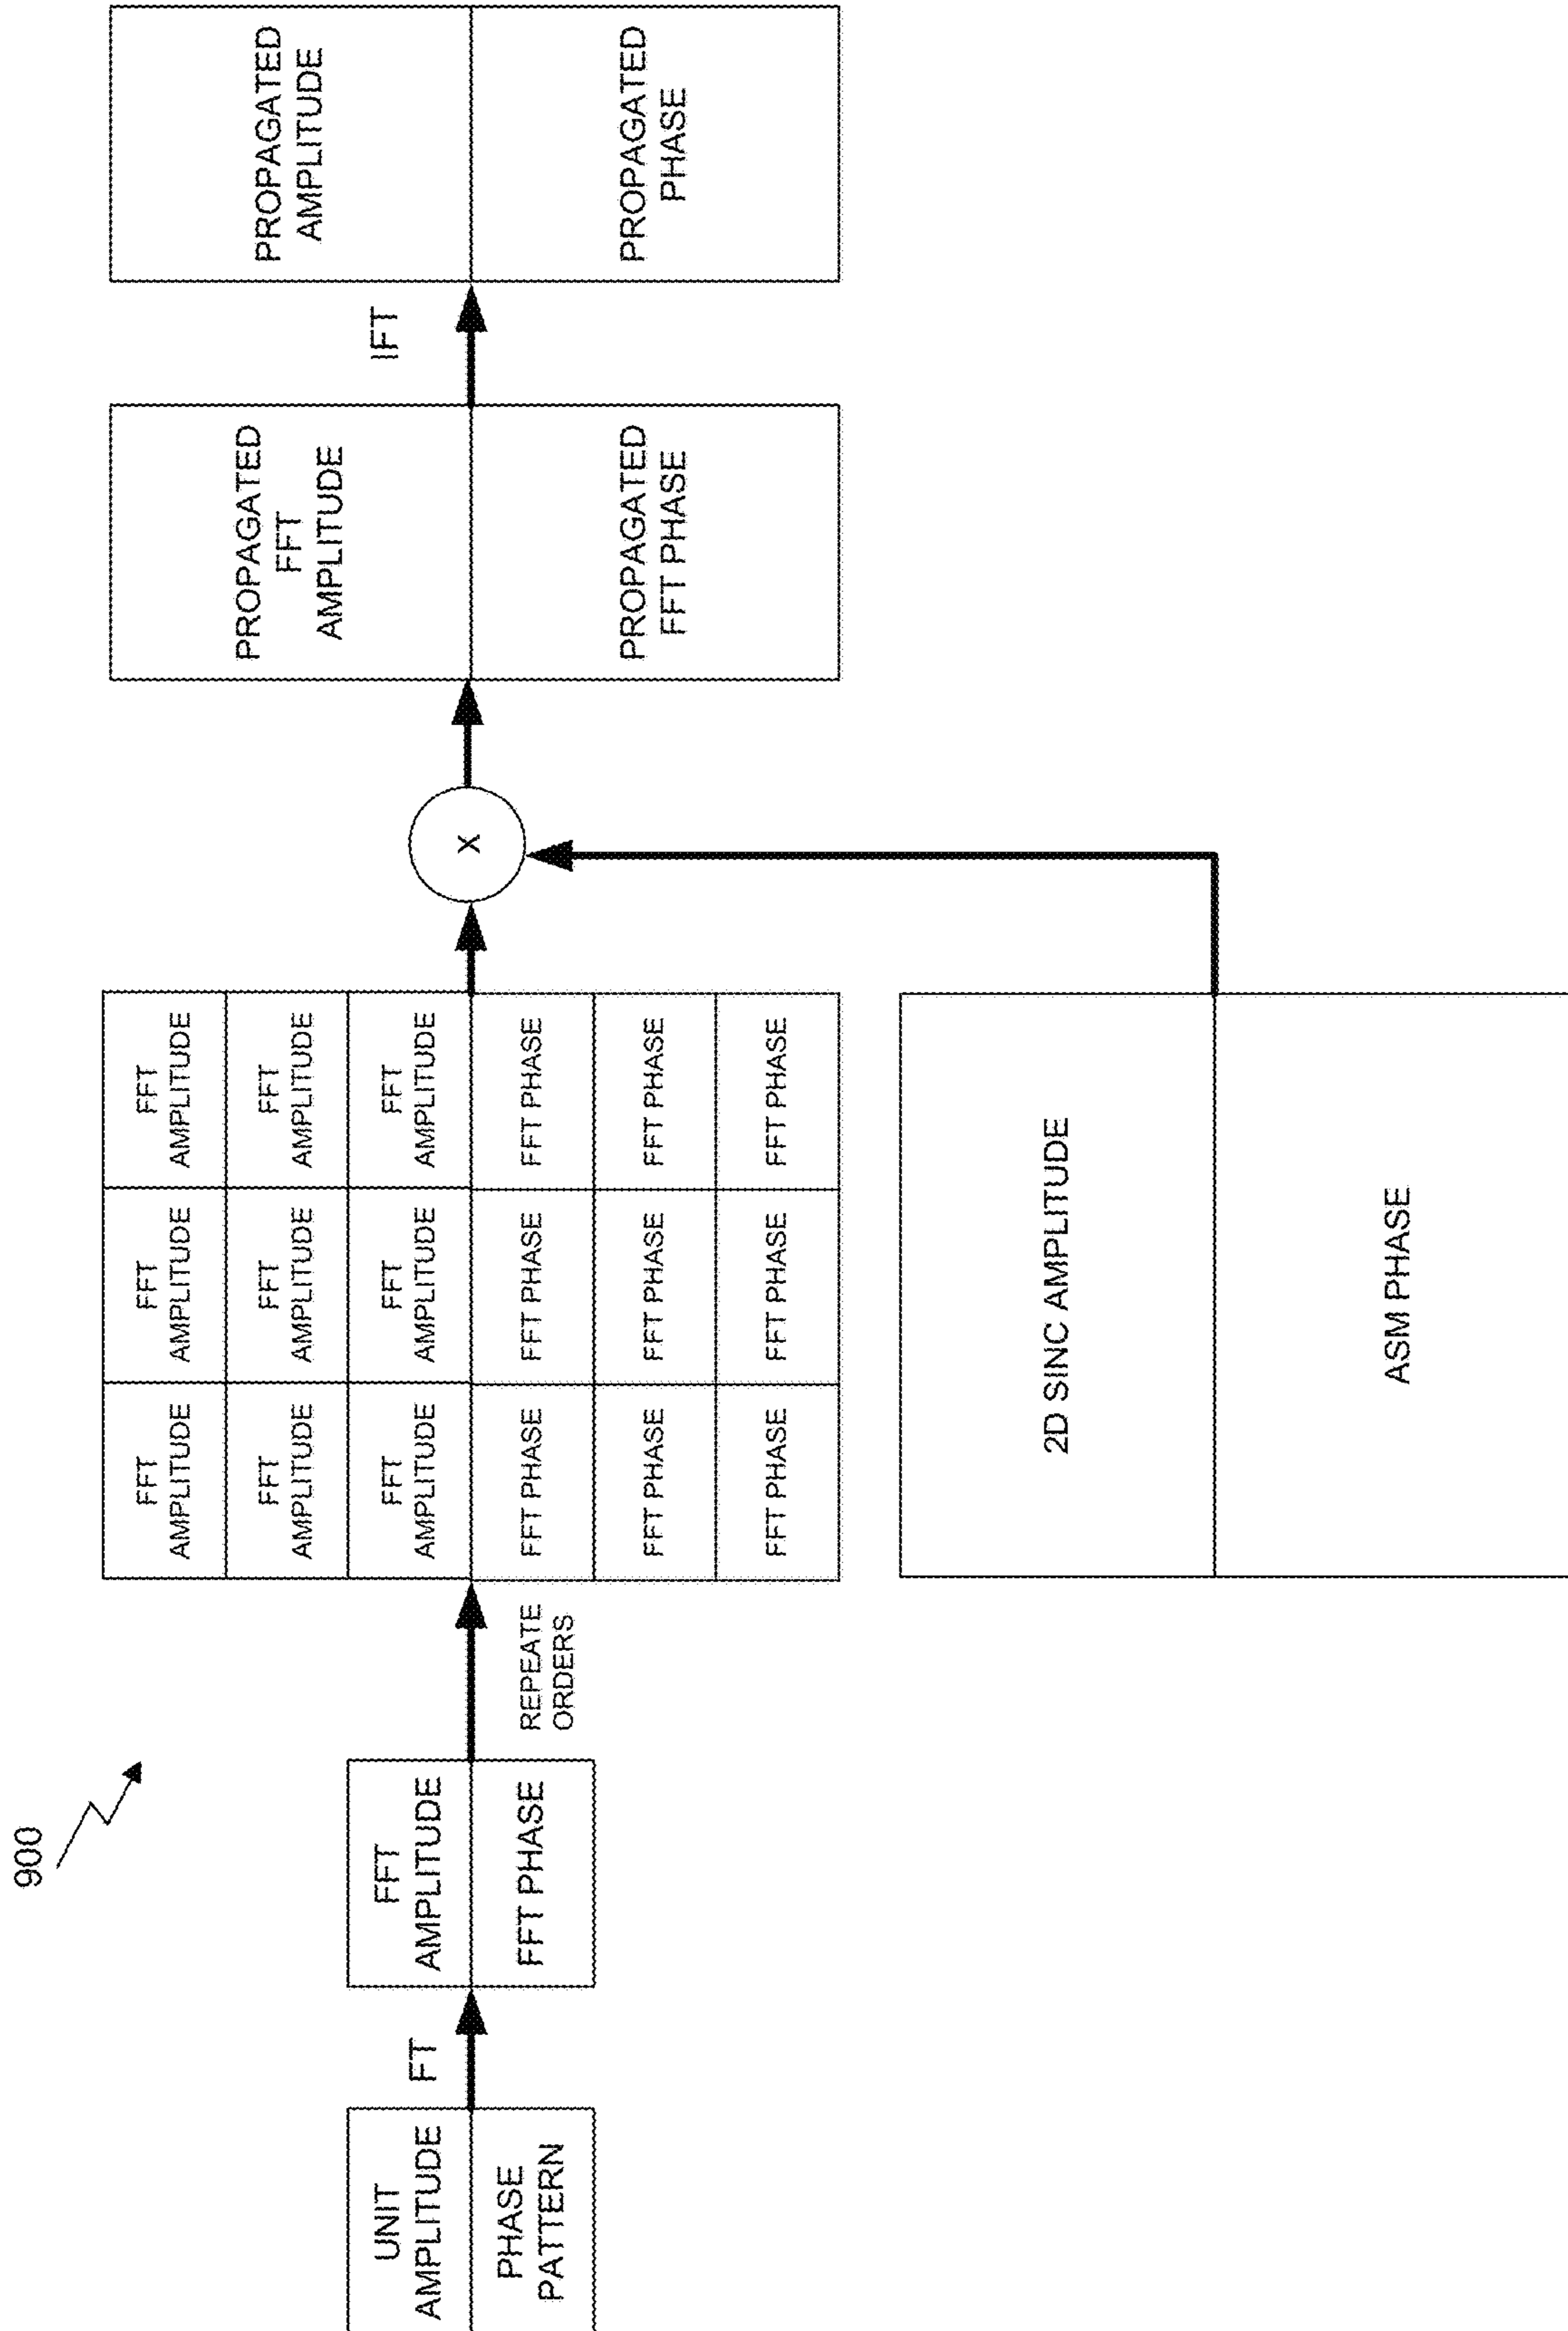 900
UNIT
AMPLITUDE
PHASE
PATTERN
FT
FFT
AMPLITUDE
FFT PHASE
REPEAT
ORDERS
FFT
AMPLITUDE
FFT
AMPLITUDE
FFT
AMPLITUDE
FFT
AMPLITUDE
FFT
AMPLITUDE
FFT
AMPLITUDE
FFT
AMPLITUDE
FFT
AMPLITUDE
FFT
AMPLITUDE
FFT PHASE
FFT PHASE
FFT PHASE
FFT PHASE
FFT PHASE
FFT PHASE
FFT PHASE
FFT PHASE
FFT PHASE
2D SINC AMPLITUDE
ASM PHASE
X
PROPAGATED
FFT
AMPLITUDE
PROPAGATED
FFT PHASE
IFT
PROPAGATED
AMPLITUDE
PROPAGATED
PHASE